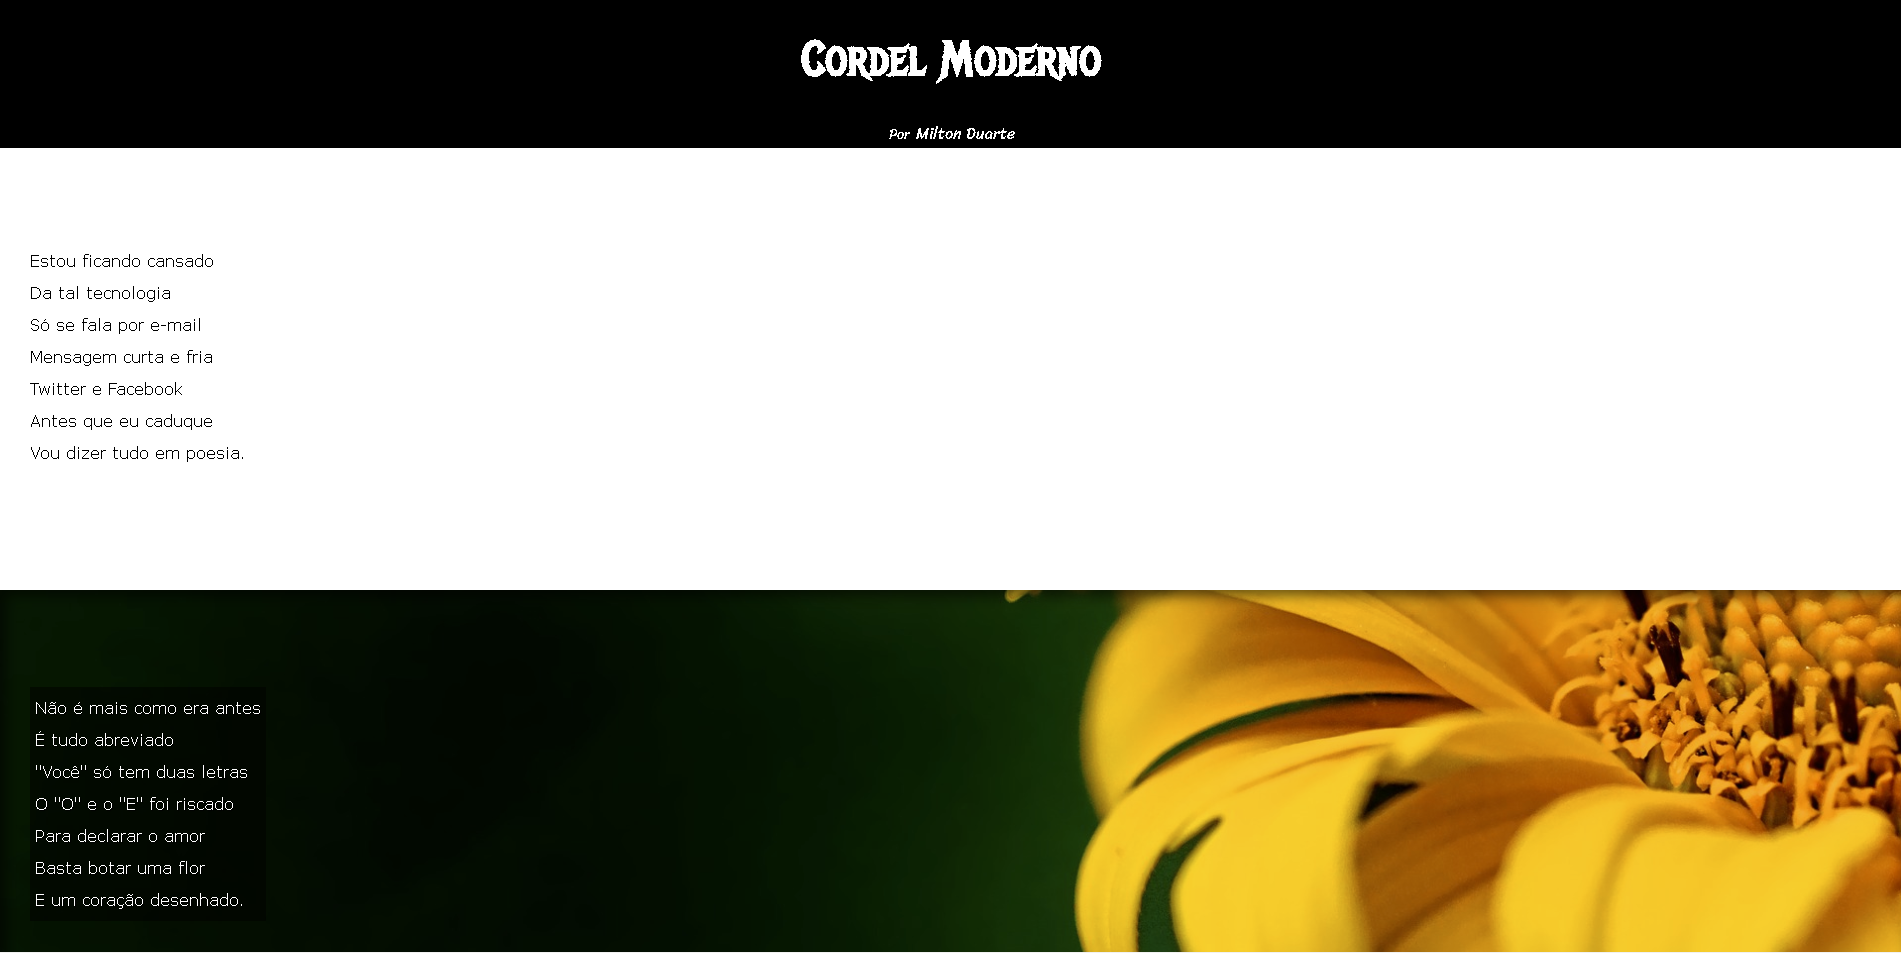 Cordel Moderno
Por Milton Duarte
Estou ficando cansado
Da tal tecnologia
Só se fala por e-mail
Mensagem curta e fria
Twitter e Facebook
Antes que eu caduque
Vou dizer tudo em poesia.
Não é mais como era antes
É tudo abreviado
"Você" só tem duas letras
O "O" e o "E" foi riscado
Para declarar o amor
Basta botar uma flor
E um coração desenhado.